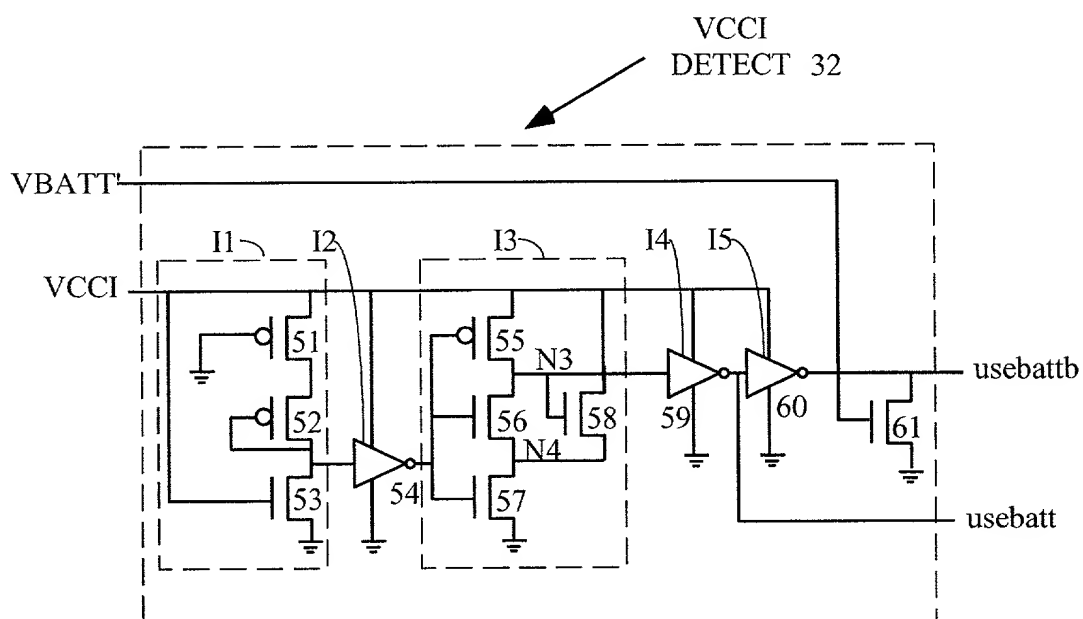 VCCI
DETECT 32
VBATT'
I1
I2
I3
I4
I5
VCCI
51
55
N3
usebattb
52
56
58
59
60
61
N4
53
54
57
usebatt